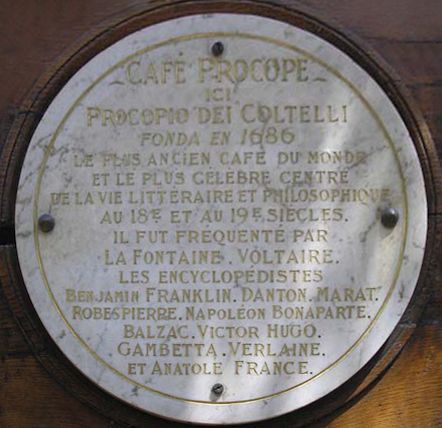 CAFÉ PROCOPE
ICI
PROCOPIO DEI COLTELLI
FONDA EN 1686
LE PLUS ANCIEN CAFÉ DU MONDE
ET LE PLUS CÉLÈBRE CENTRE
DE LA VIE LITTÉRAIRE ET PHILOSOPHIQUE
AU 18E ET AU 19E SIÈCLES.
IL FUT FRÉQUENTÉ PAR
LA FONTAINE . VOLTAIRE .
LES ENCYCLOPÉDISTES
BENJAMIN FRANKLIN . DANTON . MARAT .
ROBESPIERRE . NAPOLÉON BONAPARTE .
BALZAC . VICTOR HUGO .
GAMBETTA . VERLAINE .
ET ANATOLE FRANCE .